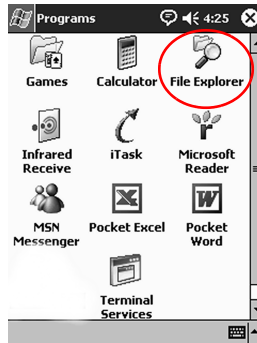 Programs 4:25
Games Calculator File Explorer
Infrared Receive iTask Microsoft Reader
MSN Messenger Pocket Excel Pocket Word
Terminal Services